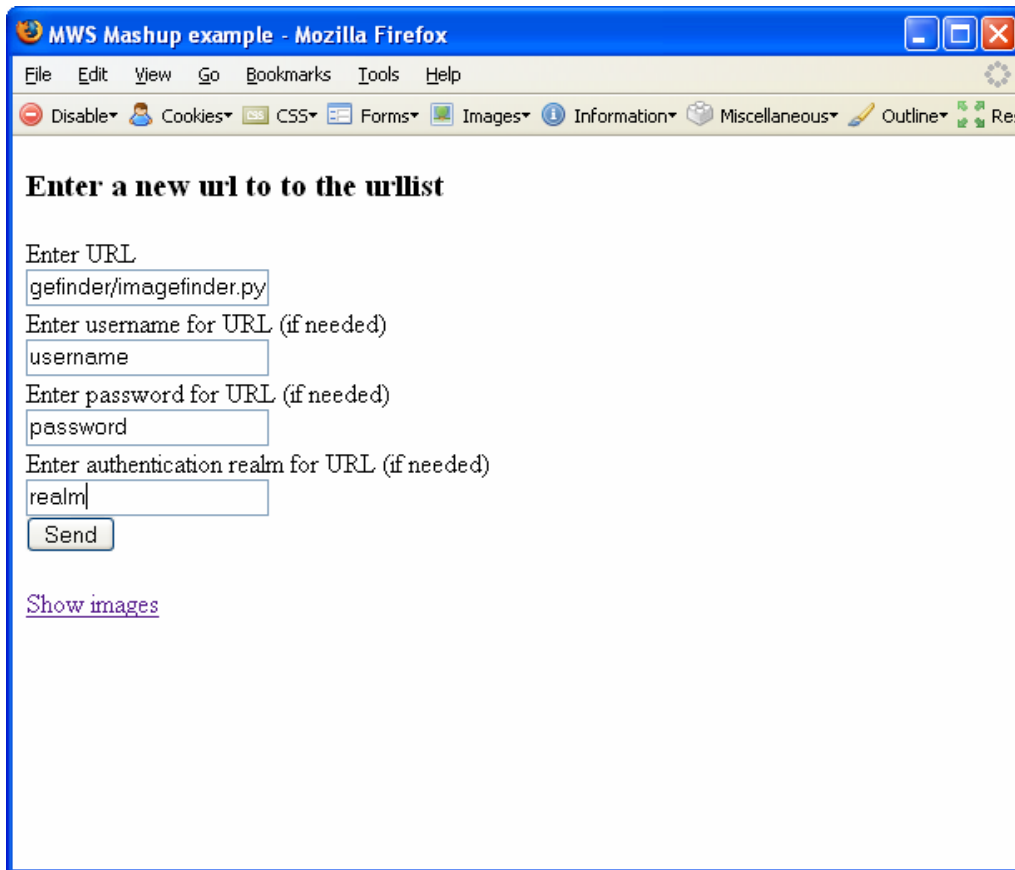 MWS Mashup example - Mozilla Firefox
File Edit View Go Bookmarks Tools Help
Disable Cookies CSS Forms Images Information Miscellaneous Outline Re
Enter a new url to to the urllist
Enter URL
gefinder/imagefinder.py
Enter username for URL (if needed)
username
Enter password for URL (if needed)
password
Enter authentication realm for URL (if needed)
realm
Send
Show images